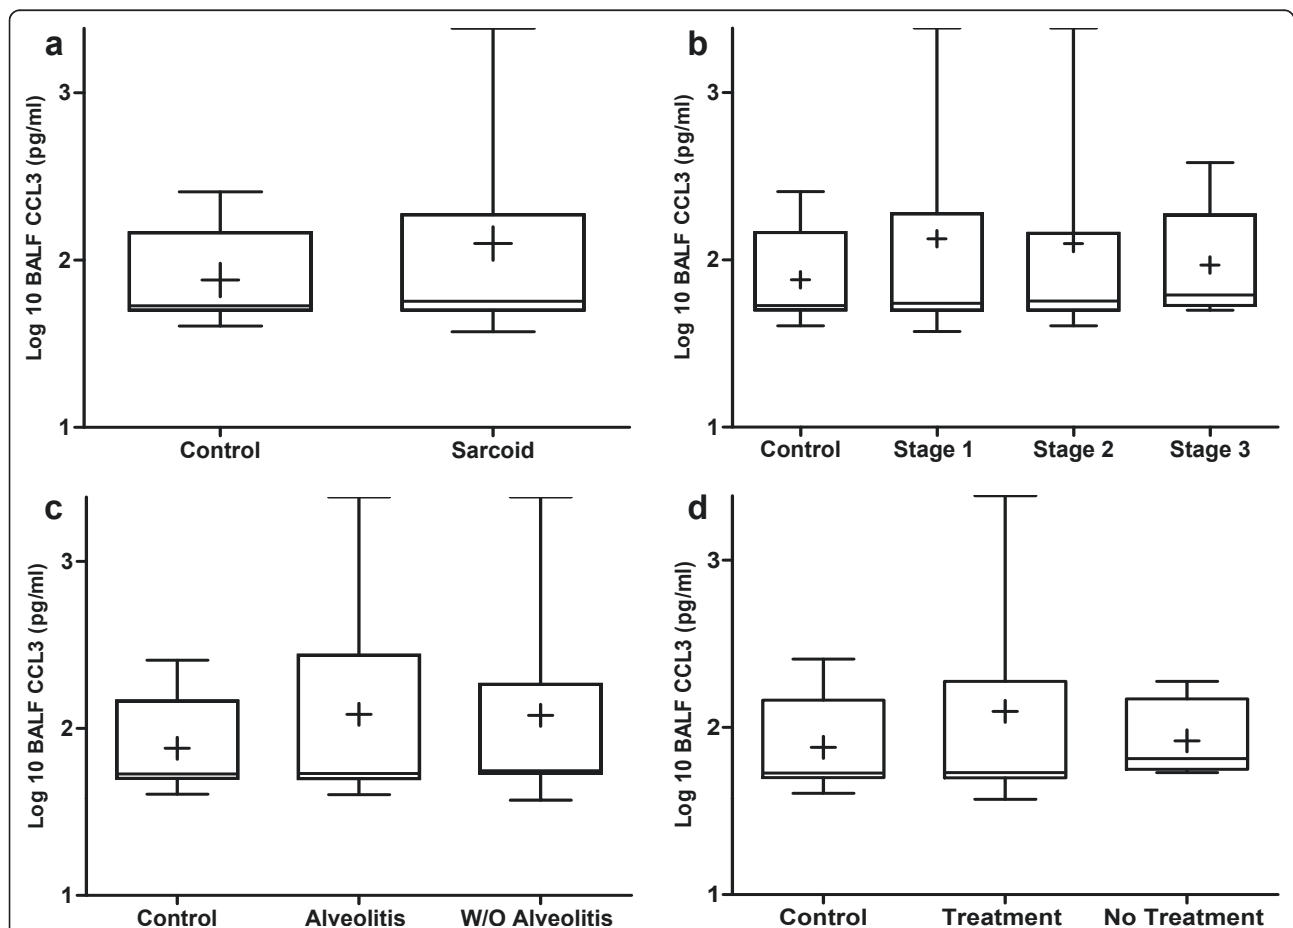 a
Log 10 BALF CCL3 (pg/ml)
3
2
1
Control Sarcoid
b
Log 10 BALF CCL3 (pg/ml)
3
2
1
Control Stage 1 Stage 2 Stage 3
c
Log 10 BALF CCL3 (pg/ml)
3
2
1
Control Alveolitis W/O Alveolitis
d
Log 10 BALF CCL3 (pg/ml)
3
2
1
Control Treatment No Treatment